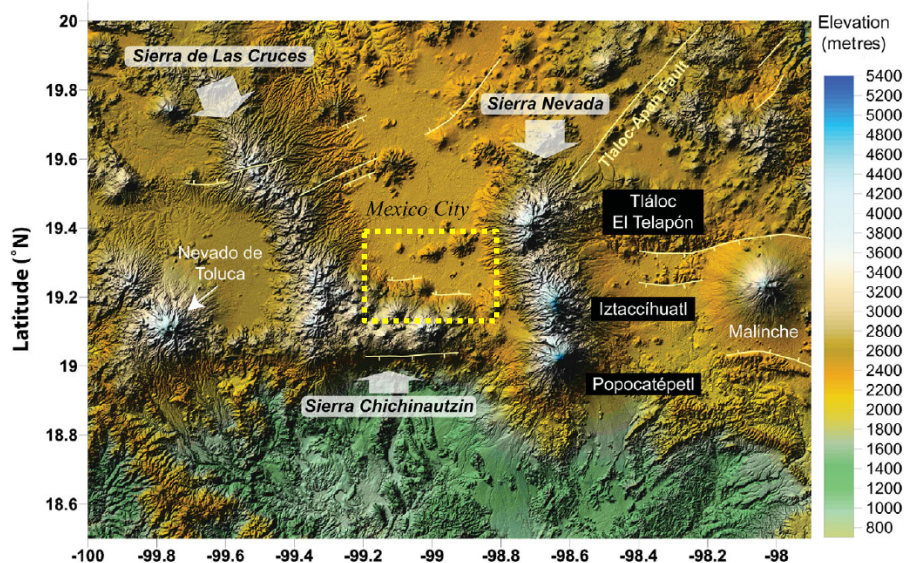 20
19.8
19.6
19.4
19.2
19
18.8
18.6
Latitude (°N)
-100
-99.8
-99.6
-99.4
-99.2
-99
-98.8
-98.6
-98.4
-98.2
-98
Sierra de Las Cruces
Sierra Nevada
Tlaloc-Apan Fault
Mexico City
Tláloc
El Telapón
Nevado de
Toluca
Iztaccíhuatl
Malinche
Popocatépetl
Sierra Chichinautzin
Elevation
(metres)
5400
5200
5000
4800
4600
4400
4200
4000
3800
3600
3400
3200
3000
2800
2600
2400
2200
2000
1800
1600
1400
1200
1000
800